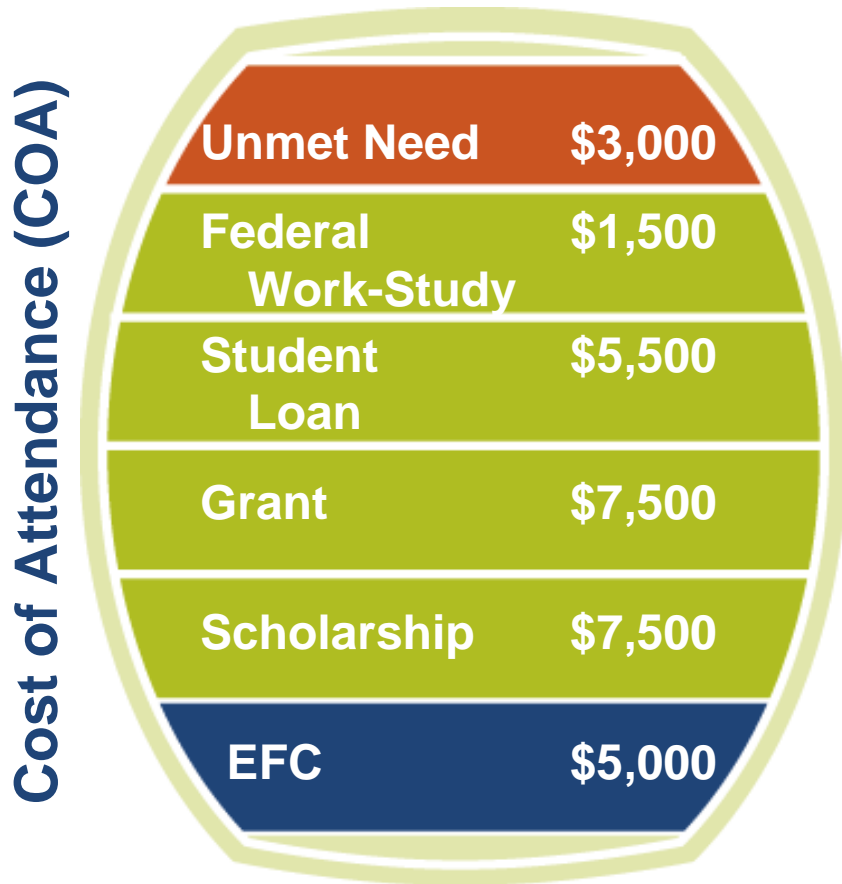 Cost of Attendance (COA)
Unmet Need $3,000
Federal $1,500
Work-Study
Student $5,500
Loan
Grant $7,500
Scholarship $7,500
EFC $5,000